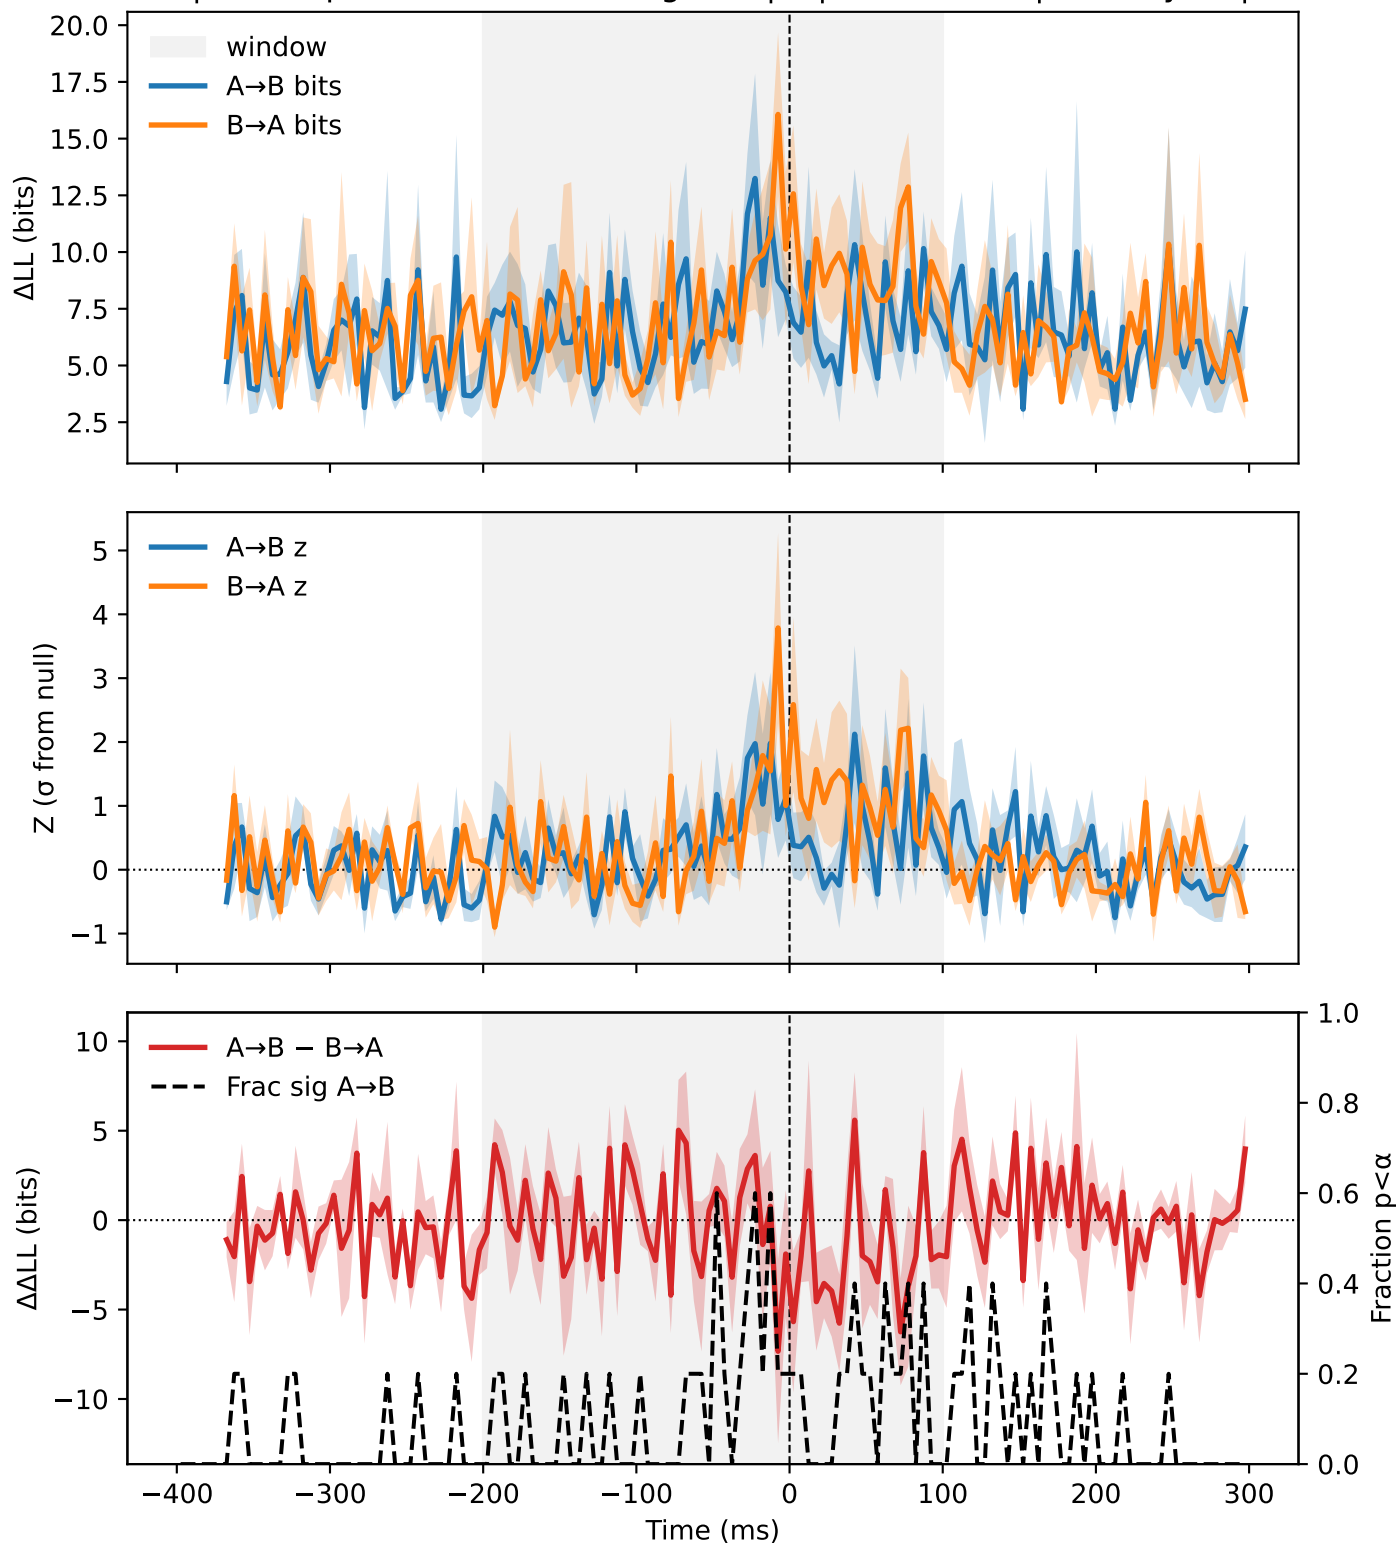 20.0
17.5
15.0
12.5
10.0
7.5
5.0
2.5
ΔLL (bits)
window
A→B bits
B→A bits
5
4
3
2
1
0
−1
Z (σ from null)
A→B z
B→A z
10
5
0
−5
−10
ΔΔLL (bits)
A→B − B→A
Frac sig A→B
1.0
0.8
0.6
0.4
0.2
0.0
Fraction p<α
−400 −300 −200 −100 0 100 200 300
Time (ms)